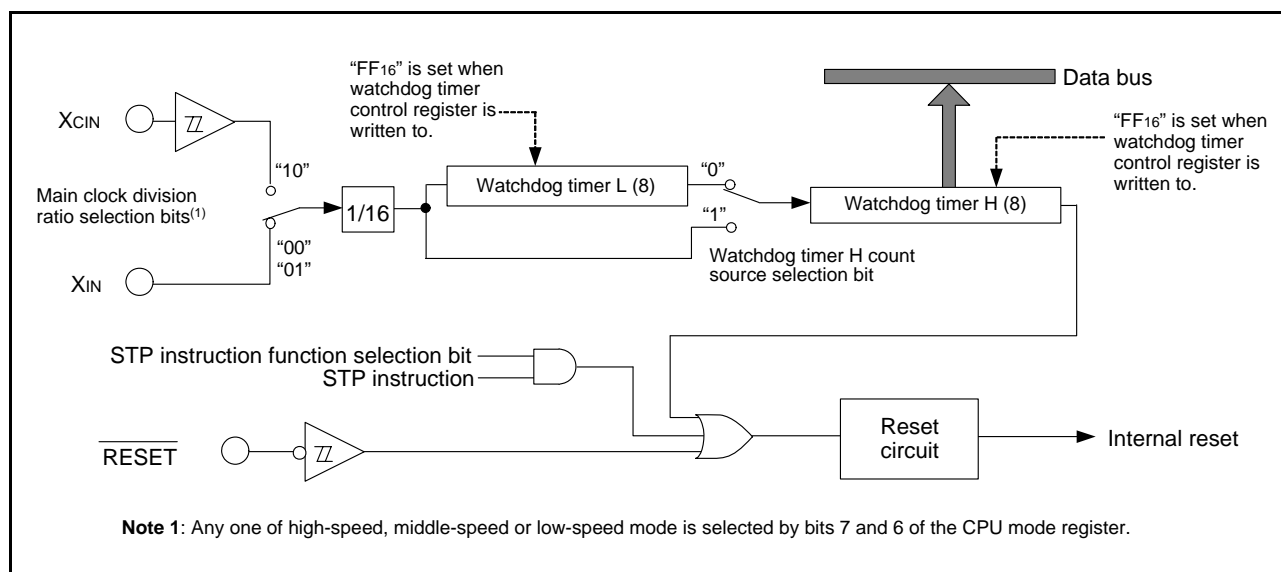 “FF16” is set when
watchdog timer
control register is
written to.
Data bus
“FF16” is set when
watchdog timer
control register is
written to.
XCIN
“10”
Main clock division
ratio selection bits(1)
1/16
Watchdog timer L (8)
“0”
“1”
Watchdog timer H (8)
“00”
“01”
Watchdog timer H count
source selection bit
XIN
STP instruction function selection bit
STP instruction
RESET
Reset
circuit
Internal reset
Note 1: Any one of high-speed, middle-speed or low-speed mode is selected by bits 7 and 6 of the CPU mode register.